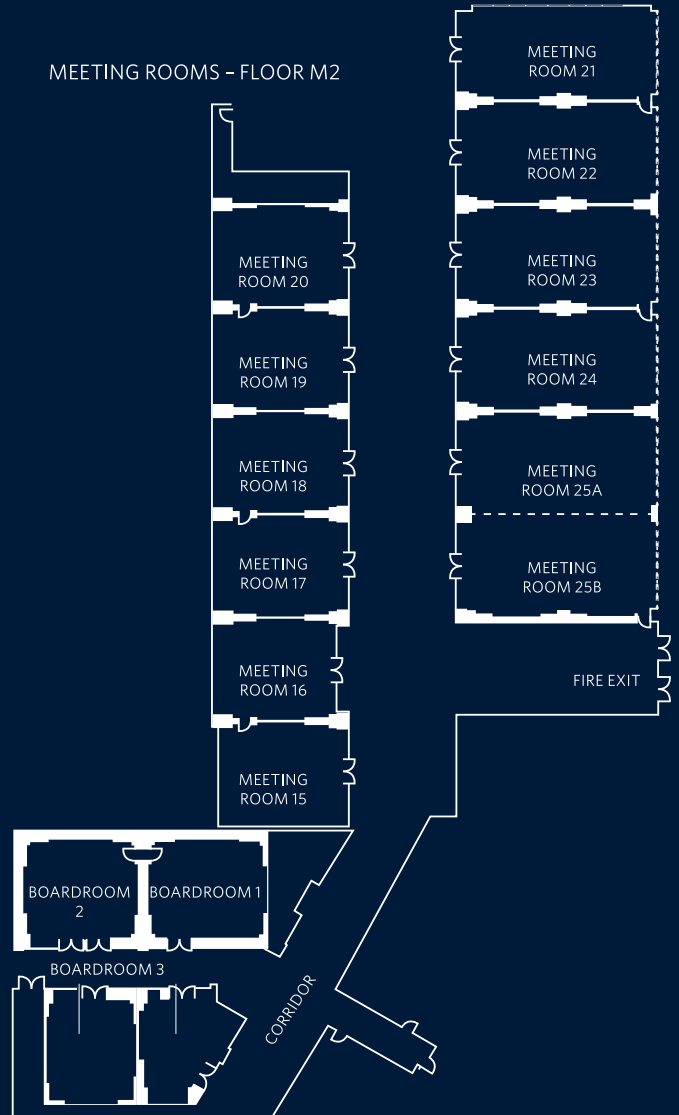 MEETING ROOMS – FLOOR M2
MEETING
ROOM 21
MEETING
ROOM 22
MEETING
ROOM 23
MEETING
ROOM 24
MEETING
ROOM 25A
MEETING
ROOM 25B
FIRE EXIT
MEETING
ROOM 20
MEETING
ROOM 19
MEETING
ROOM 18
MEETING
ROOM 17
MEETING
ROOM 16
MEETING
ROOM 15
BOARDROOM
2
BOARDROOM 1
BOARDROOM 3
CORRIDOR